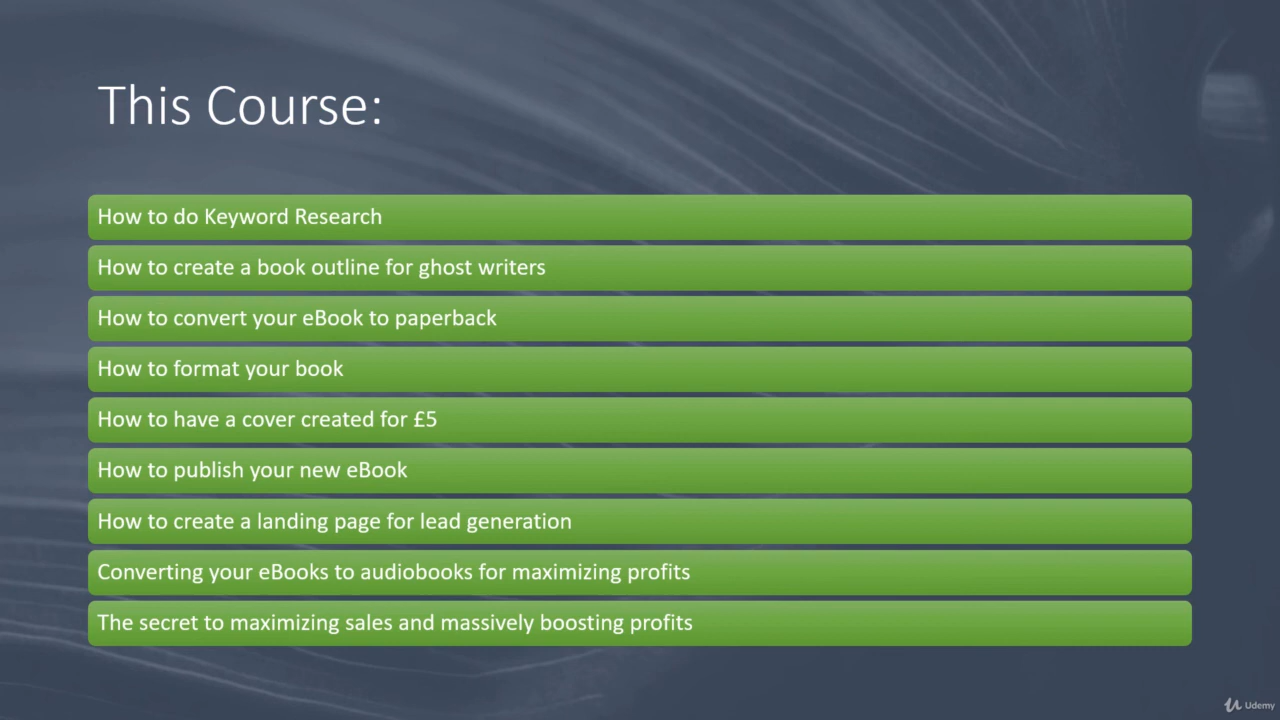 This Course:
How to do Keyword Research
How to create a book outline for ghost writers
How to convert your eBook to paperback
How to format your book
How to have a cover created for £5
How to publish your new eBook
How to create a landing page for lead generation
Converting your eBooks to audiobooks for maximizing profits
The secret to maximizing sales and massively boosting profits
Udemy